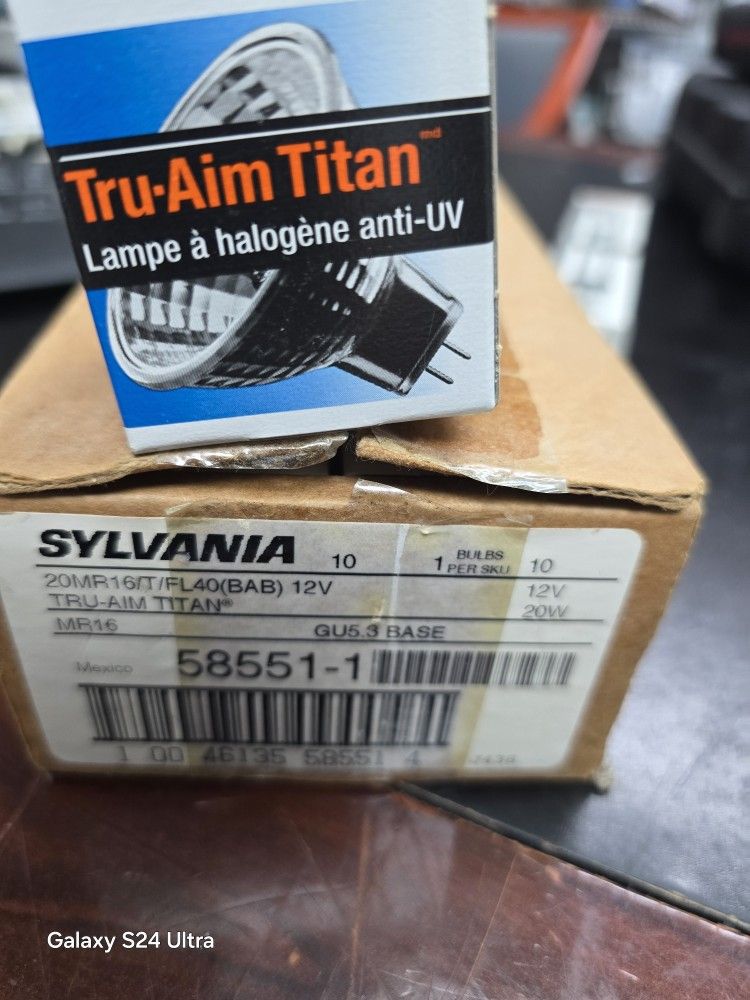 Tru·Aim Titan md
Lampe à halogène anti-UV
SYLVANIA 10 1 BULBS PER SKU 10
20MR16/T/FL40(BAB) 12V 12V
TRU-AIM TITAN® 20W
MR16 GU5.3 BASE
Mexico 58551-1
1 00 46135 58551 4
Galaxy S24 Ultra